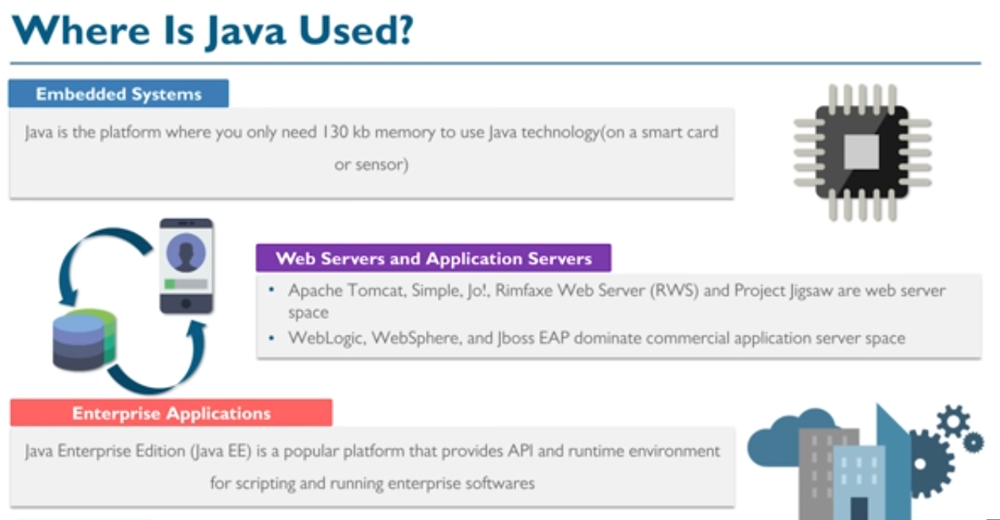 Where Is Java Used?
Embedded Systems
Java is the platform where you only need 130 kb memory to use Java technology(on a smart card
or sensor)
Web Servers and Application Servers
• Apache Tomcat, Simple, Jo!, Rimfaxe Web Server (RWS) and Project Jigsaw are web server
space
• WebLogic, WebSphere, and Jboss EAP dominate commercial application server space
Enterprise Applications
Java Enterprise Edition (Java EE) is a popular platform that provides API and runtime environment
for scripting and running enterprise softwares